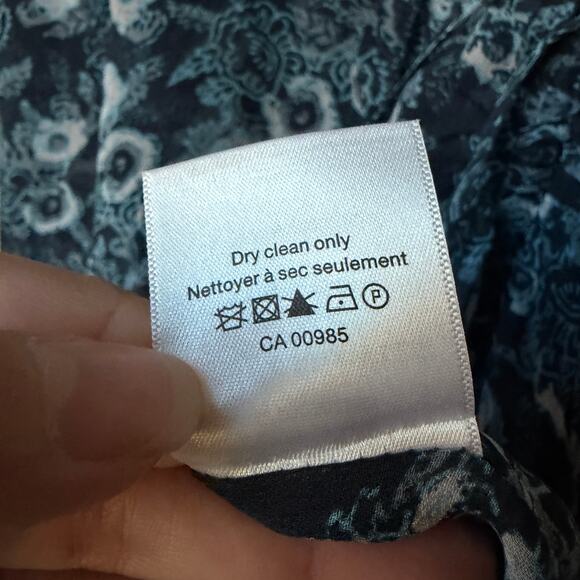 Dry clean only
Nettoyer à sec seulement
P
CA 00985